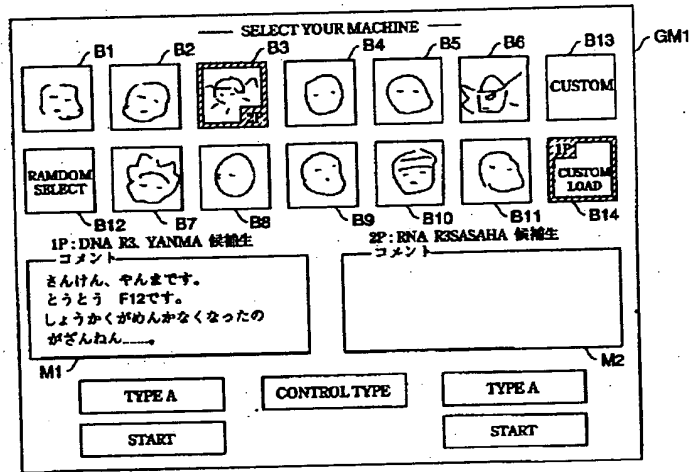 SELECT YOUR MACHINE
B1 B2 B3 B4 B5 B6 B13 GM1
2P
CUSTOM
RAMDOM SELECT
1P
CUSTOM LOAD
B12 B7 B8 B9 B10 B11 B14
1P:DNA R3. YANMA 候補生
2P:RNA R3SASAHA 候補生
コメント
コメント
さんけん、やんまです。
とうとう F12です。
しょうかくがめんかなくなったの
がざんねん……。
M1
M2
TYPE A
CONTROL TYPE
TYPE A
START
START